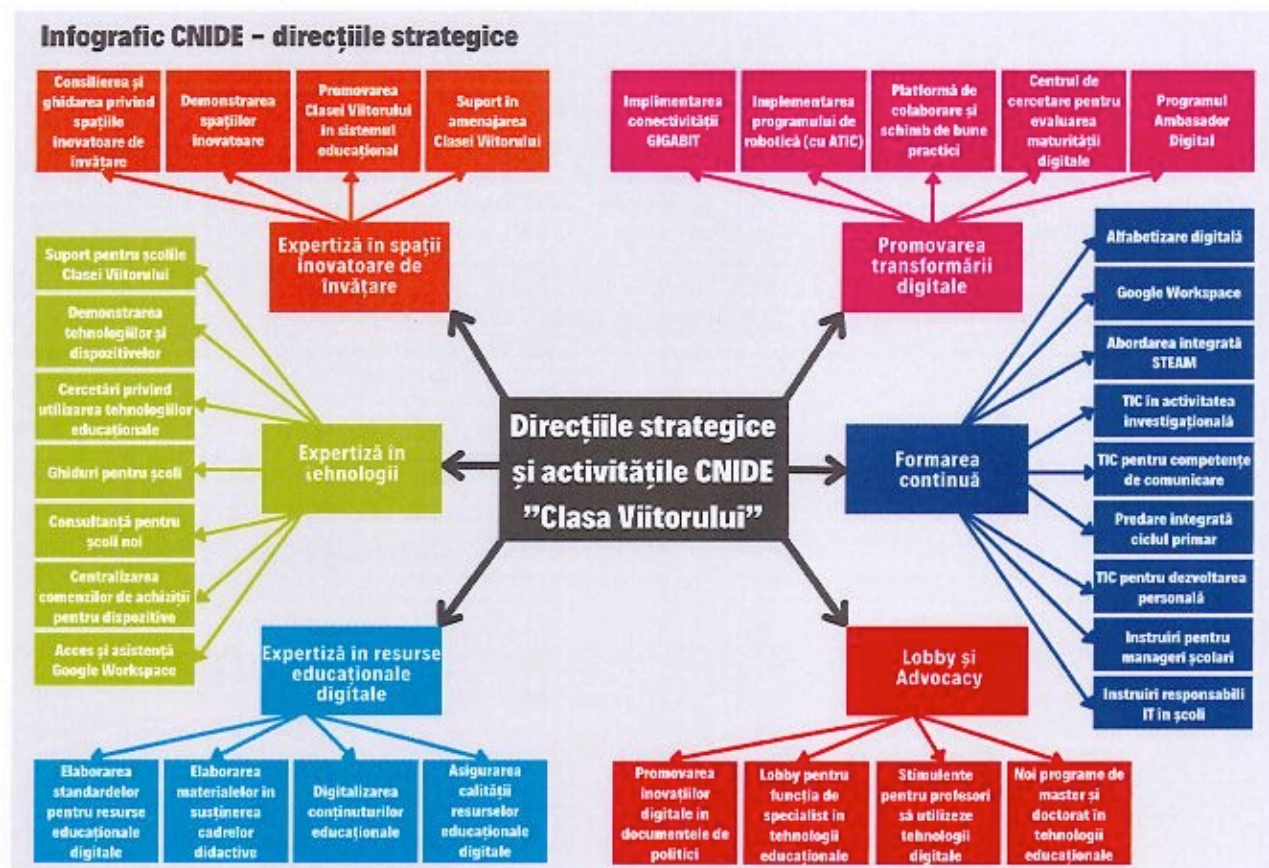 Infografic CNIDE – direcțiile strategice
Consilierea și
ghidarea privind
spațiile
inovatoare de
învățare
Demonstrarea
spațiilor
inovatoare
Promovarea
Clasei Viitorului
în sistemul
educațional
Suport în
amenajarea
Clasei Viitorului
Implimentarea
conectivității
GIGABIT
Implementarea
programului de
robotică (cu ATIC)
Platformă de
colaborare și
schimb de bune
practici
Centrul de
cercetare pentru
evaluarea
maturității
digitale
Programul
Ambasador
Digital
Expertiză în spații
inovatoare de
învățare
Promovarea
transformării
digitale
Suport pentru școlile
Clasei Viitorului
Demonstrarea
tehnologiilor și
dispozitivelor
Cercetări privind
utilizarea tehnologiilor
educaționale
Ghiduri pentru școli
Consultanță pentru
școli noi
Centralizarea
comenzilor de achiziții
pentru dispozitive
Acces și asistență
Google Workspace
Expertiză în
tehnologii
Direcțiile strategice
și activitățile CNIDE
”Clasa Viitorului”
Formarea
continuă
Alfabetizare digitală
Google Workspace
Abordarea integrată
STEAM
TIC în activitatea
investigațională
TIC pentru competențe
de comunicare
Predare integrată
ciclul primar
TIC pentru dezvoltarea
personală
Instruiri pentru
manageri școlari
Instruiri responsabili
IT în școli
Expertiză în resurse
educaționale
digitale
Lobby și
Advocacy
Elaborarea
standardelor
pentru resurse
educaționale
digitale
Elaborarea
materialelor în
susținerea
cadrelor
didactive
Digitalizarea
conținuturilor
educaționale
Asigurarea
calității
resurselor
educaționale
digitale
Promovarea
inovațiilor
digitale în
documentele de
politici
Lobby pentru
funcția de
specialist în
tehnologii
educaționale
Stimulente
pentru profesori
să utilizeze
tehnologii
digitale
Noi programe de
master și
doctorat în
tehnologii
educaționale